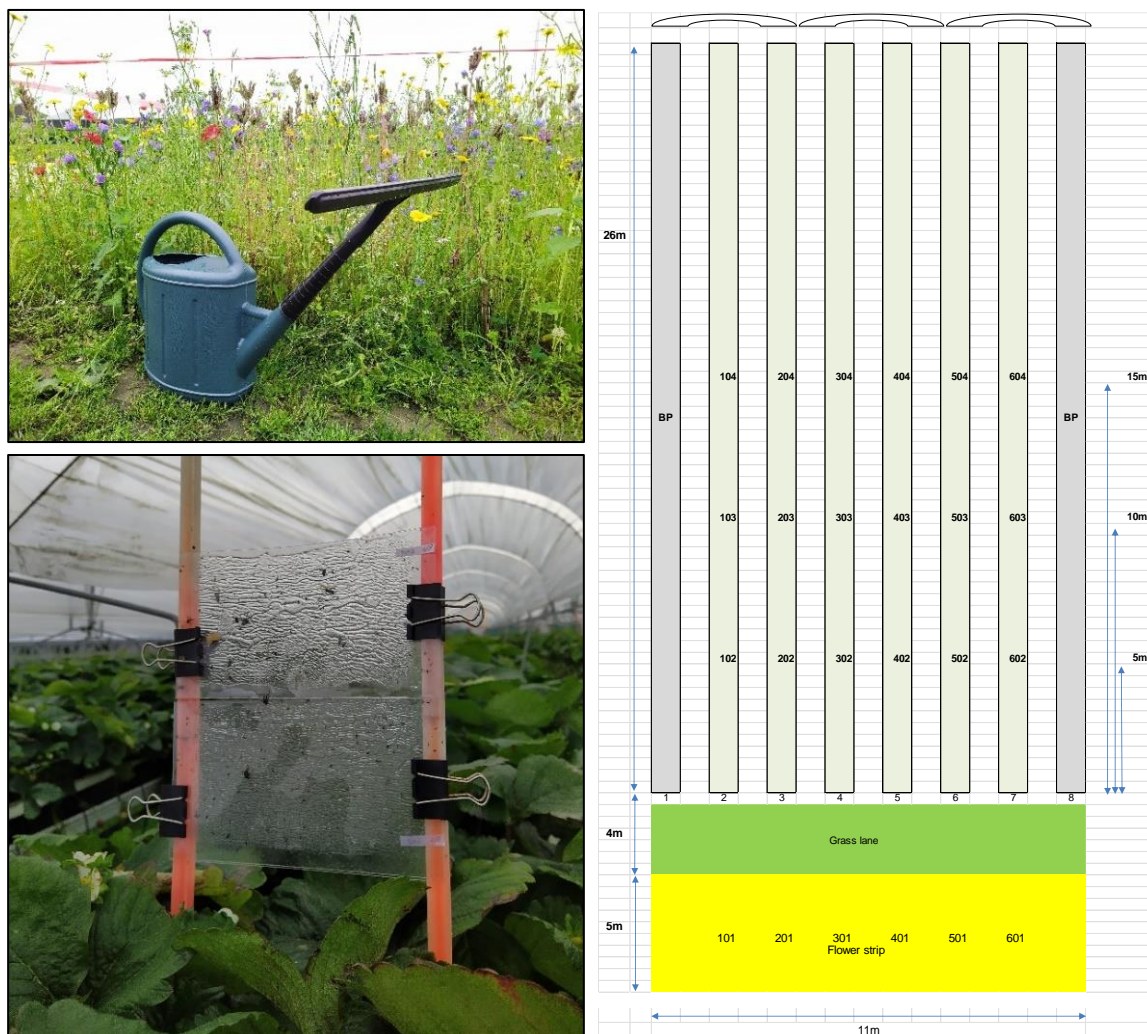 26m
104 204 304 404 504 604
15m
BP
BP
103 203 303 403 503 603
10m
102 202 302 402 502 602
5m
1 2 3 4 5 6 7 8
4m
Grass lane
5m
101 201 301 401 501 601
Flower strip
11m